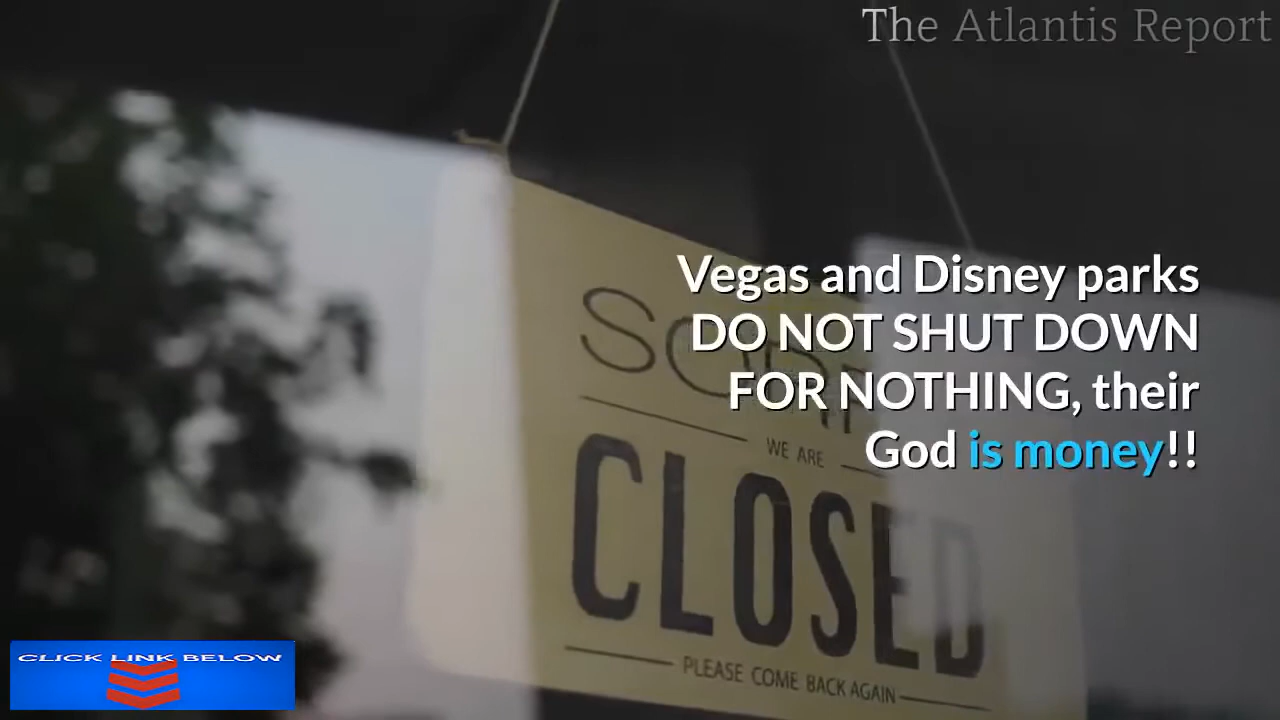 The Atlantis Report
Vegas and Disney parks
DO NOT SHUT DOWN
FOR NOTHING, their
God is money!!
WE ARE
CLOSED
PLEASE COME BACK AGAIN
CLICK LINK BELOW